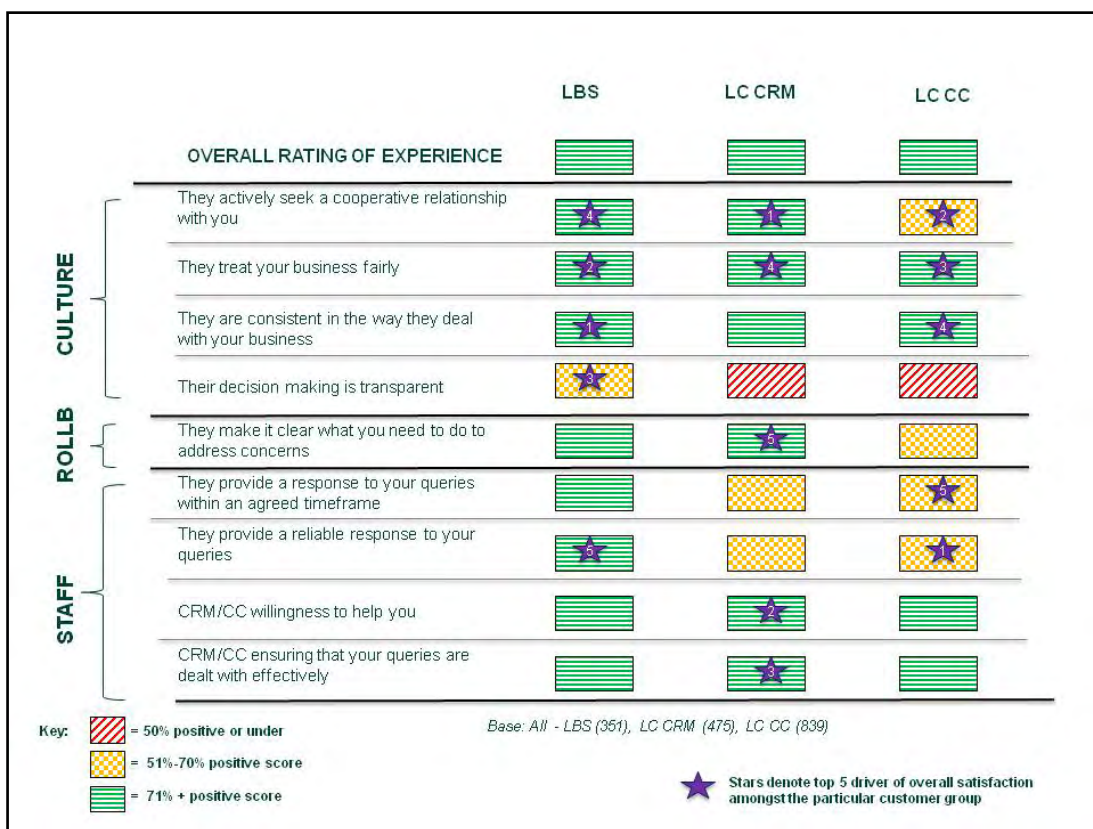 LBS LC CRM LC CC
OVERALL RATING OF EXPERIENCE
CULTURE
They actively seek a cooperative relationship
with you
4 1 2
They treat your business fairly
2 4 3
They are consistent in the way they deal
with your business
1 4
Their decision making is transparent
3
ROLLB
They make it clear what you need to do to
address concerns
5
STAFF
They provide a response to your queries
within an agreed timeframe
5
They provide a reliable response to your
queries
5 1
CRM/CC willingness to help you
2
CRM/CC ensuring that your queries are
dealt with effectively
3
Key:
= 50% positive or under
= 51%-70% positive score
= 71% + positive score
Base: All - LBS (351), LC CRM (475), LC CC (839)
Stars denote top 5 driver of overall satisfaction
amongst the particular customer group